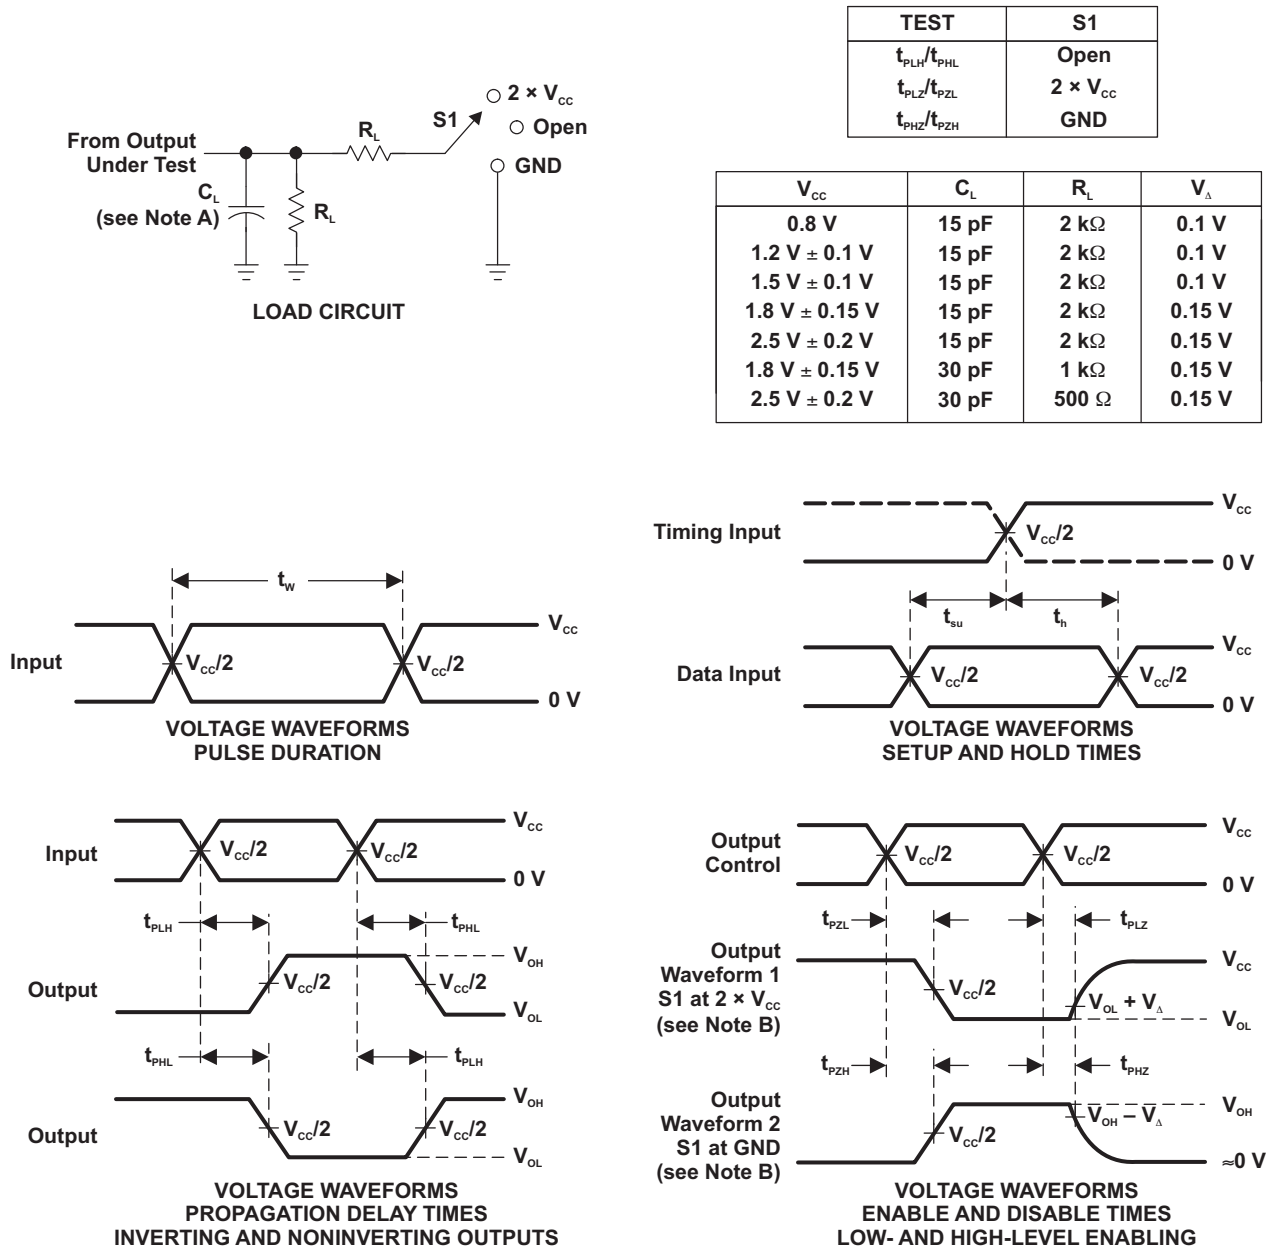 TEST S1
tPLH/tPHL Open
tPLZ/tPZL 2 × VCC
tPHZ/tPZH GND
2 × VCC
S1
Open
RL
GND
From Output
Under Test
CL
(see Note A)
RL
LOAD CIRCUIT
VCC CL RL VΔ
0.8 V 15 pF 2 kΩ 0.1 V
1.2 V ± 0.1 V 15 pF 2 kΩ 0.1 V
1.5 V ± 0.1 V 15 pF 2 kΩ 0.1 V
1.8 V ± 0.15 V 15 pF 2 kΩ 0.15 V
2.5 V ± 0.2 V 15 pF 2 kΩ 0.15 V
1.8 V ± 0.15 V 30 pF 1 kΩ 0.15 V
2.5 V ± 0.2 V 30 pF 500 Ω 0.15 V
tW
VCC
Input
VCC/2 VCC/2
0 V
VOLTAGE WAVEFORMS
PULSE DURATION
VCC
Timing Input
VCC/2
0 V
tsu th
VCC
Data Input
VCC/2 VCC/2
0 V
VOLTAGE WAVEFORMS
SETUP AND HOLD TIMES
VCC
Input
VCC/2 VCC/2
0 V
tPLH tPHL
VOH
Output
VCC/2 VCC/2
VOL
tPHL tPLH
VOH
Output
VCC/2 VCC/2
VOL
VOLTAGE WAVEFORMS
PROPAGATION DELAY TIMES
INVERTING AND NONINVERTING OUTPUTS
VCC
Output
Control
VCC/2 VCC/2
0 V
tPZL tPLZ
Output
Waveform 1
S1 at 2 × VCC
(see Note B)
VCC
VCC/2
VOL + VΔ
VOL
tPZH tPHZ
Output
Waveform 2
S1 at GND
(see Note B)
VOH
VCC/2
VOH − VΔ
≈0 V
VOLTAGE WAVEFORMS
ENABLE AND DISABLE TIMES
LOW- AND HIGH-LEVEL ENABLING